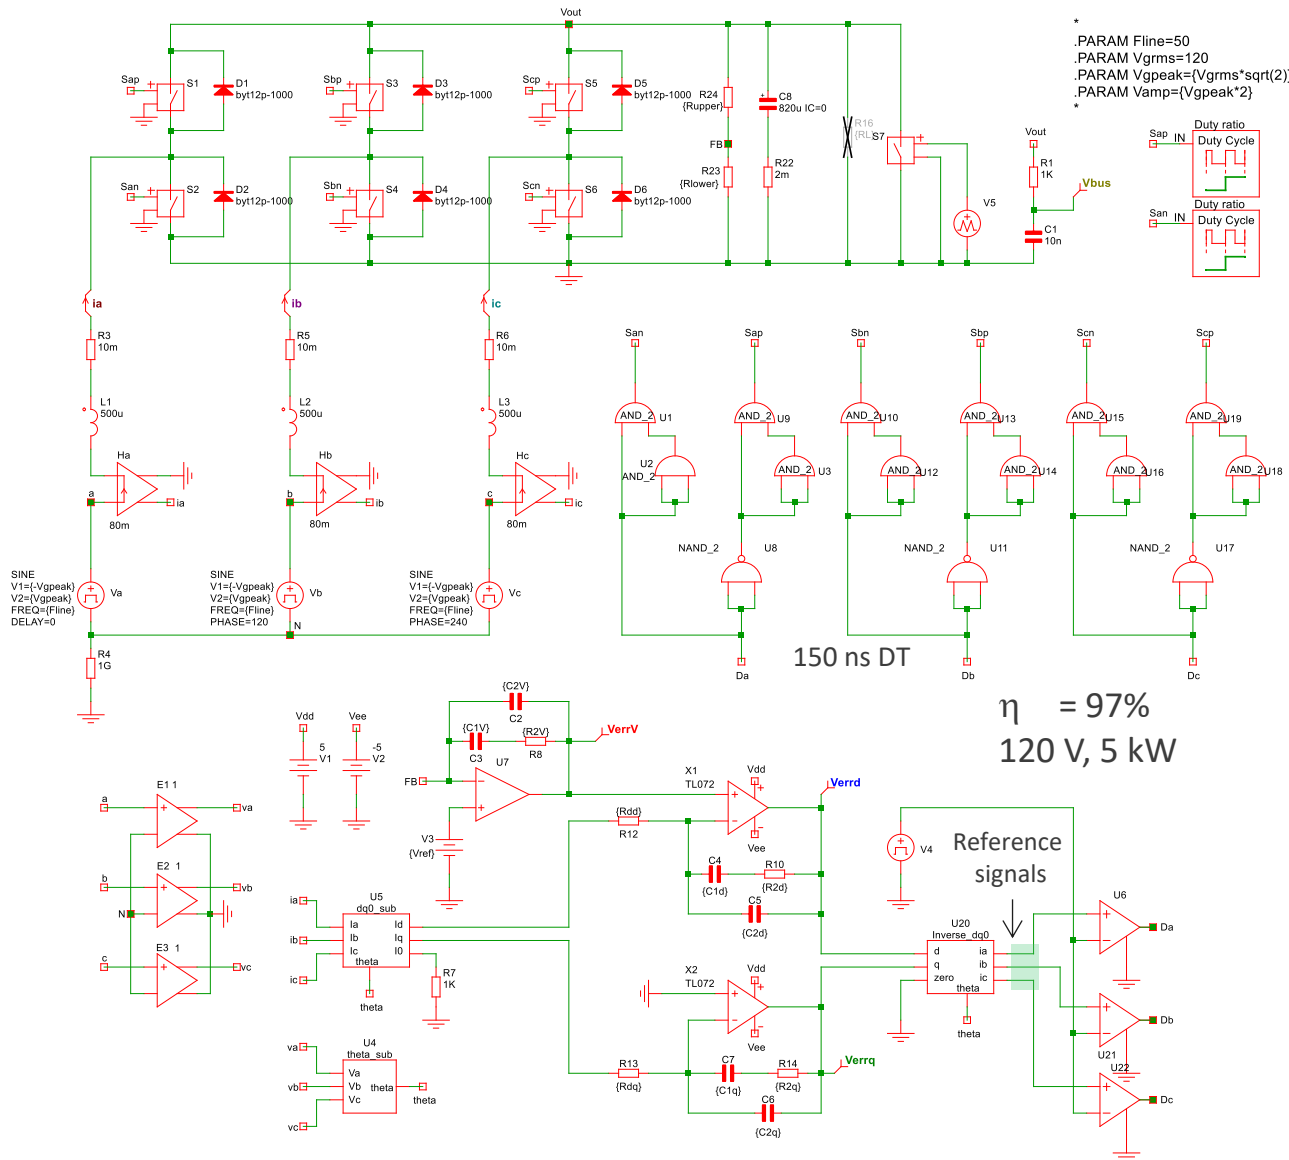 Vout
*
.PARAM Fline=50
.PARAM Vgrms=120
.PARAM Vgpeak={Vgrms*sqrt(2)}
.PARAM Vamp={Vgpeak*2}
*
Sap
S1
D1
byt12p-1000
Sbp
S3
D3
byt12p-1000
Scp
S5
D5
byt12p-1000
R24
{Rupper}
C8
820u IC=0
R16
{RL}
S7
FB
Vout
R1
1K
Vbus
Sap
IN
Duty ratio
Duty Cycle
San
S2
D2
byt12p-1000
Sbn
S4
D4
byt12p-1000
Scn
S6
D6
byt12p-1000
R23
{Rlower}
R22
2m
V5
C1
10n
San
IN
Duty ratio
Duty Cycle
ia
ib
ic
R3
10m
R5
10m
R6
10m
San
Sap
Sbn
Sbp
Scn
Scp
L1
500u
L2
500u
L3
500u
AND_2
U1
AND_2
U9
AND_2
U10
AND_2
U13
AND_2
U15
AND_2
U19
Ha
Hb
Hc
U2
AND_2
AND_2
U3
AND_2
U12
AND_2
U14
AND_2
U16
AND_2
U18
a
ia
b
ib
c
ic
80m
80m
80m
NAND_2
U8
NAND_2
U11
NAND_2
U17
SINE
V1={-Vgpeak}
V2={Vgpeak}
FREQ={Fline}
DELAY=0
Va
SINE
V1={-Vgpeak}
V2={Vgpeak}
FREQ={Fline}
PHASE=120
Vb
SINE
V1={-Vgpeak}
V2={Vgpeak}
FREQ={Fline}
PHASE=240
Vc
N
R4
1G
150 ns DT
Da
Db
Dc
η = 97%
120 V, 5 kW
Vdd
5
V1
Vee
-5
V2
{C2V}
C2
{C1V}
C3
{R2V}
R8
VerrV
FB
U7
V3
{Vref}
X1
TL072
Vdd
Vee
Verrd
{Rdd}
R12
C4
{C1d}
R10
{R2d}
C5
{C2d}
V4
Reference
signals
a
E1 1
va
b
E2 1
vb
N
c
E3 1
vc
ia
ib
ic
U5
dq0_sub
Ia
Ib
Ic
Id
Iq
I0
theta
theta
R7
1K
U20
Inverse_dq0
d
q
zero
ia
ib
ic
theta
theta
U6
Da
U21
Db
U22
Dc
X2
TL072
Vdd
Vee
Verrq
R13
{Rdq}
C7
{C1q}
R14
{R2q}
C6
{C2q}
va
vb
vc
U4
theta_sub
Va
Vb
Vc
theta
theta